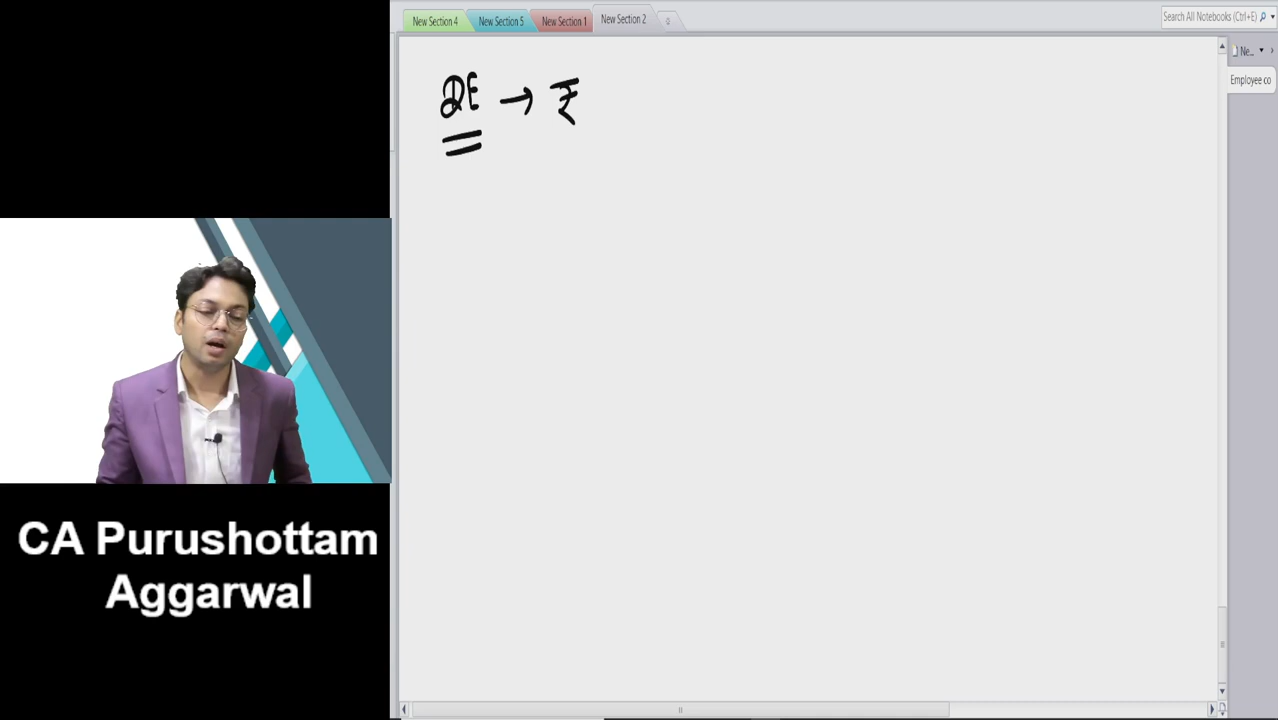 New Section 4
New Section 5
New Section 1
New Section 2
Search All Notebooks (Ctrl+E)
Ne...
Employee co
→ ₹
CA Purushottam
Aggarwal